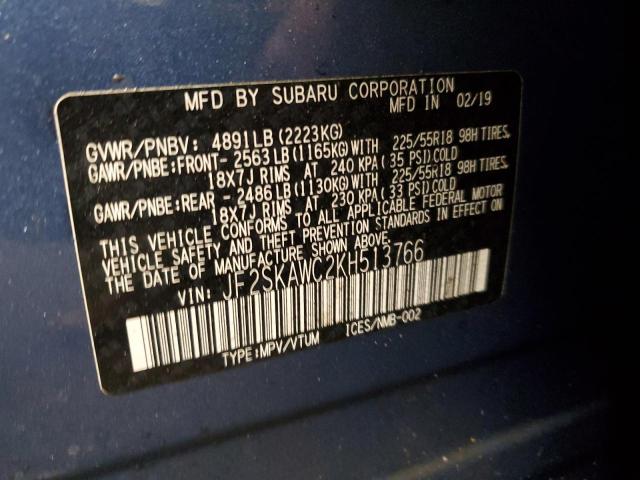 MFD BY SUBARU CORPORATION
MFD IN 02/19
GVWR/PNBV: 4891LB (2223KG)
GAWR/PNBE:FRONT- 2563LB(1165KG)WITH 225/55R18 98H TIRES,
18X7J RIMS AT 240 KPA (35 PSI)COLD
GAWR/PNBE:REAR - 2486LB(1130KG)WITH 225/55R18 98H TIRES,
18X7J RIMS AT 230 KPA (33 PSI)COLD
THIS VEHICLE CONFORMS TO ALL APPLICABLE FEDERAL MOTOR
VEHICLE SAFETY AND THEFT PREVENTION STANDARDS IN EFFECT ON
THE DATE OF MANUFACTURE SHOWN ABOVE.
VIN: JF2SKAWC2KH513766
TYPE:MPV/VTUM ICES/NMB-002